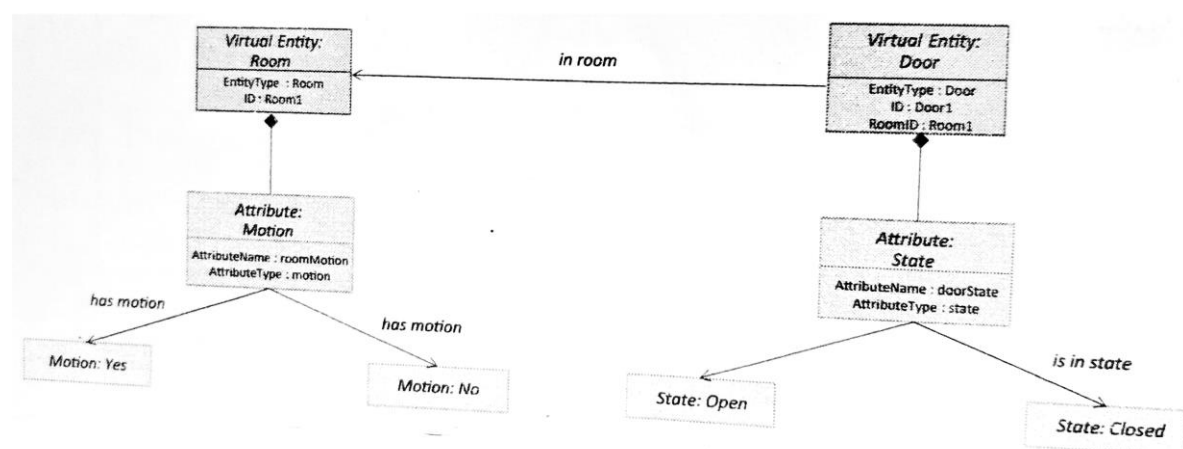 Virtual Entity:
Room
EntityType : Room
ID : Room1
in room
Virtual Entity:
Door
EntityType : Door
ID : Door1
RoomID : Room1
Attribute:
Motion
AttributeName : roomMotion
AttributeType : motion
has motion
has motion
Motion: Yes
Motion: No
Attribute:
State
AttributeName : doorState
AttributeType : state
is in state
State: Open
State: Closed